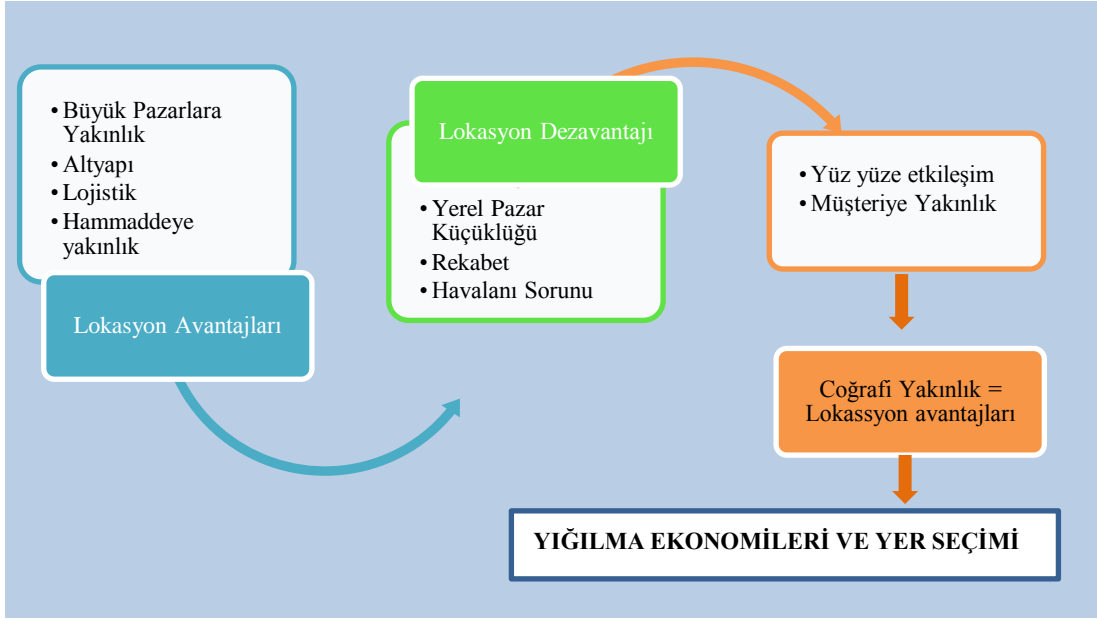 • Büyük Pazarlara
Yakınlık
• Altyapı
• Lojistik
• Hammaddeye
yakınlık
Lokasyon Avantajları
Lokasyon Dezavantajı
• Yerel Pazar
Küçüklüğü
• Rekabet
• Havalanı Sorunu
• Yüz yüze etkileşim
• Müşteriye Yakınlık
Coğrafi Yakınlık =
Lokassyon avantajları
YIĞILMA EKONOMİLERİ VE YER SEÇİMİ